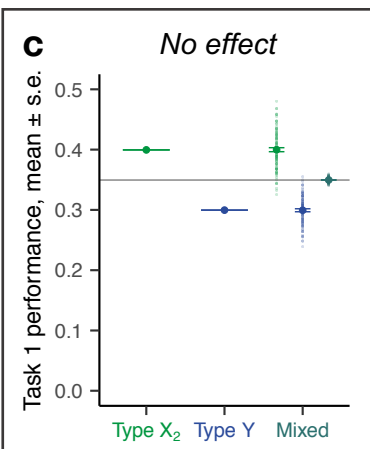 c
No effect
Task 1 performance, mean ± s.e.
0.5
0.4
0.3
0.2
0.1
0.0
Type X₂ Type Y Mixed